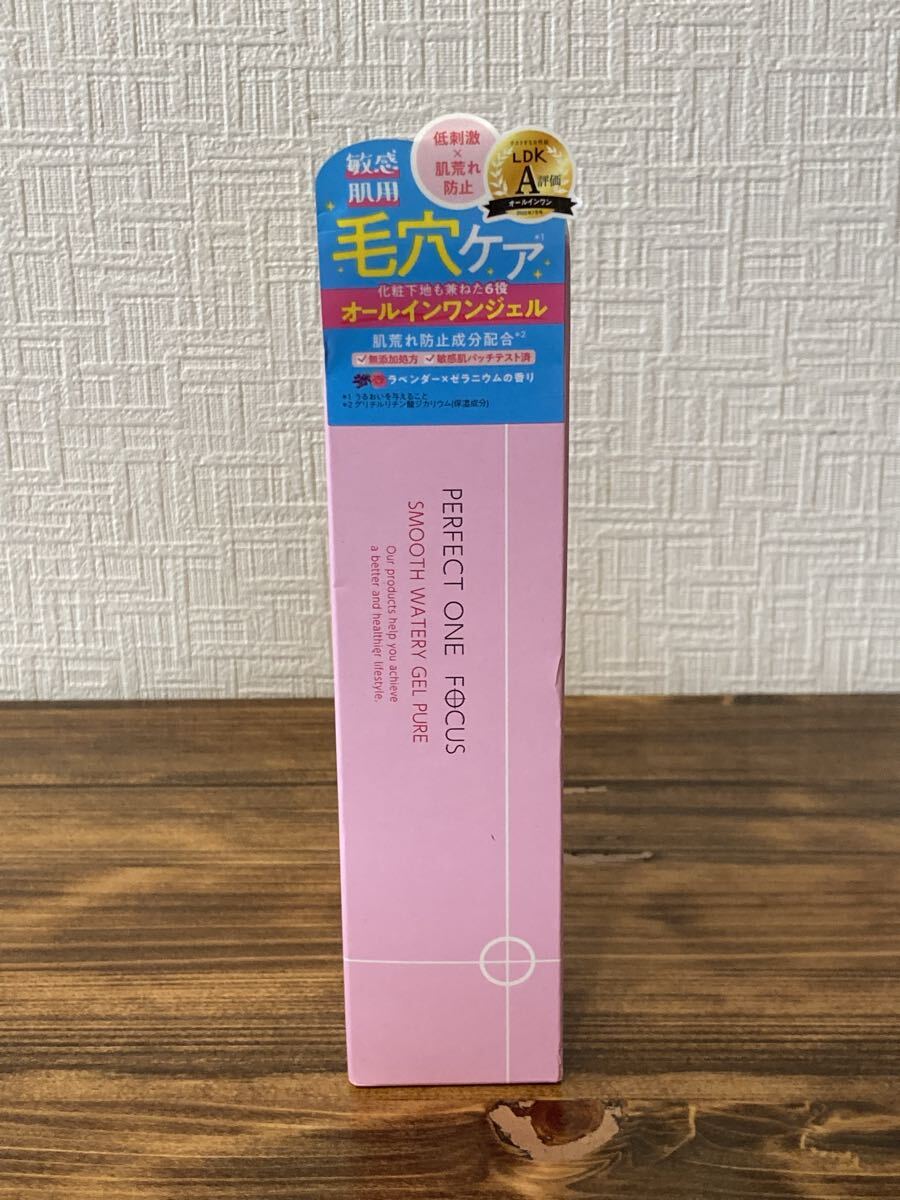 敏感
肌用
低刺激
×
肌荒れ
防止
LDK
A評価
オールインワン
毛穴ケア*1
化粧下地も兼ねた6役
オールインワンジェル
肌荒れ防止成分配合*2
無添加処方 敏感肌パッチテスト済
ラベンダー×ゼラニウムの香り
*1 うるおいを与えること
*2 グリチルリチン酸ジカリウム(保湿成分)
PERFECT ONE FOCUS
SMOOTH WATERY GEL PURE
Our products help you achieve
a better and healthier lifestyle.